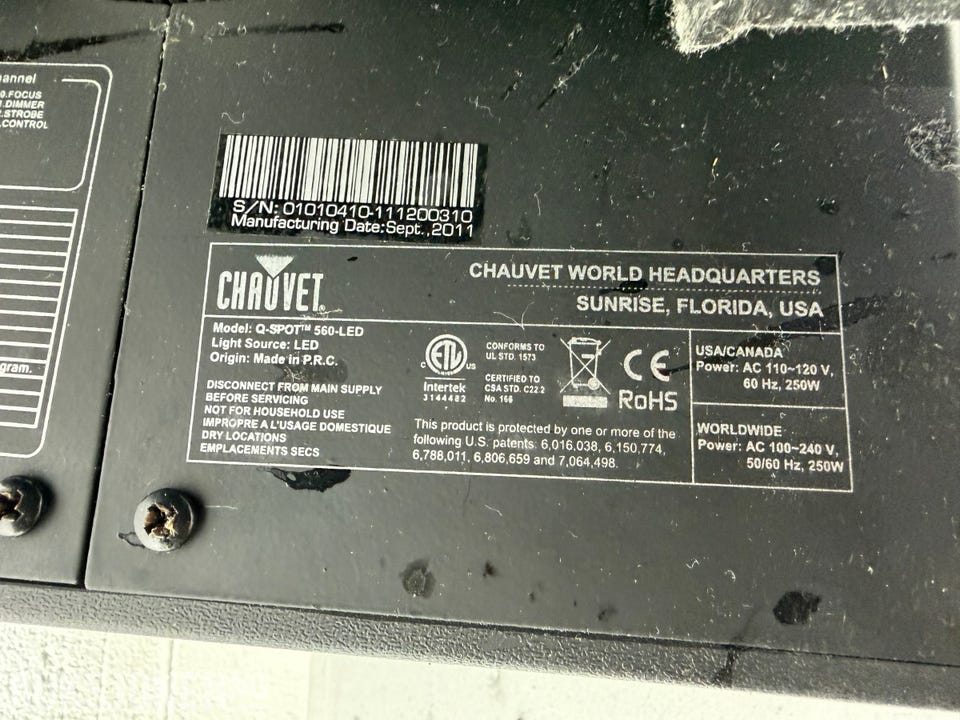 0.FOCUS
.DIMMER
.STROBE
.CONTROL
S/N: 01010410-111200310
Manufacturing Date:Sept.,2011
CHAUVET®
CHAUVET WORLD HEADQUARTERS
SUNRISE, FLORIDA, USA
Model: Q-SPOT™ 560-LED
Light Source: LED
Origin: Made in P.R.C.
DISCONNECT FROM MAIN SUPPLY
BEFORE SERVICING
NOT FOR HOUSEHOLD USE
IMPROPRE A L'USAGE DOMESTIQUE
DRY LOCATIONS
EMPLACEMENTS SECS
C ETL US
Intertek
3144482
CONFORMS TO
UL STD. 1573
CERTIFIED TO
CSA STD. C22.2
No. 166
CE
RoHS
This product is protected by one or more of the
following U.S. patents: 6,016,038, 6,150,774,
6,788,011, 6,806,659 and 7,064,498.
USA/CANADA
Power: AC 110~120 V,
60 Hz, 250W
WORLDWIDE
Power: AC 100~240 V,
50/60 Hz, 250W